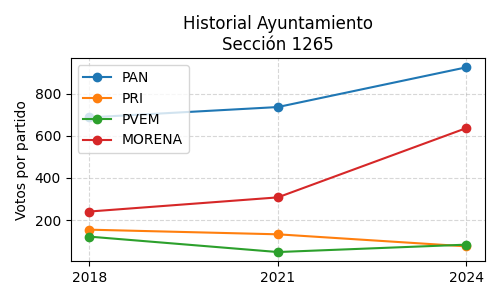 Historial Ayuntamiento
Sección 1265
PAN
PRI
PVEM
MORENA
Votos por partido
800
600
400
200
2018
2021
2024